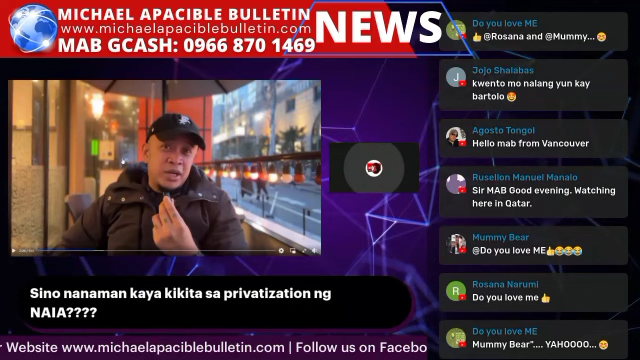 MICHAEL APACIBLE BULLETIN
www.michaelapaciblebulletin.com
MAB GCASH: 0966 870 1469
NEWS
Sino nanaman kaya kikita sa privatization ng
NAIA????
r Website www.michaelapaciblebulletin.com | Follow us on Facebo
Do you love ME
👍 @Rosana and @Mummy... 😊
Jojo Shalabas
kwento mo nalang yun kay
bartolo 🤩
Agosto Tongol
Hello mab from Vancouver
Rusellon Manuel Manalo
Sir MAB Good evening. Watching
here in Qatar.
Mummy Bear
@Do you love ME👍😂😂😂
Rosana Narumi
Do you love me 👍
Do you love ME
Mummy Bear".... YAHOOOO... 😊